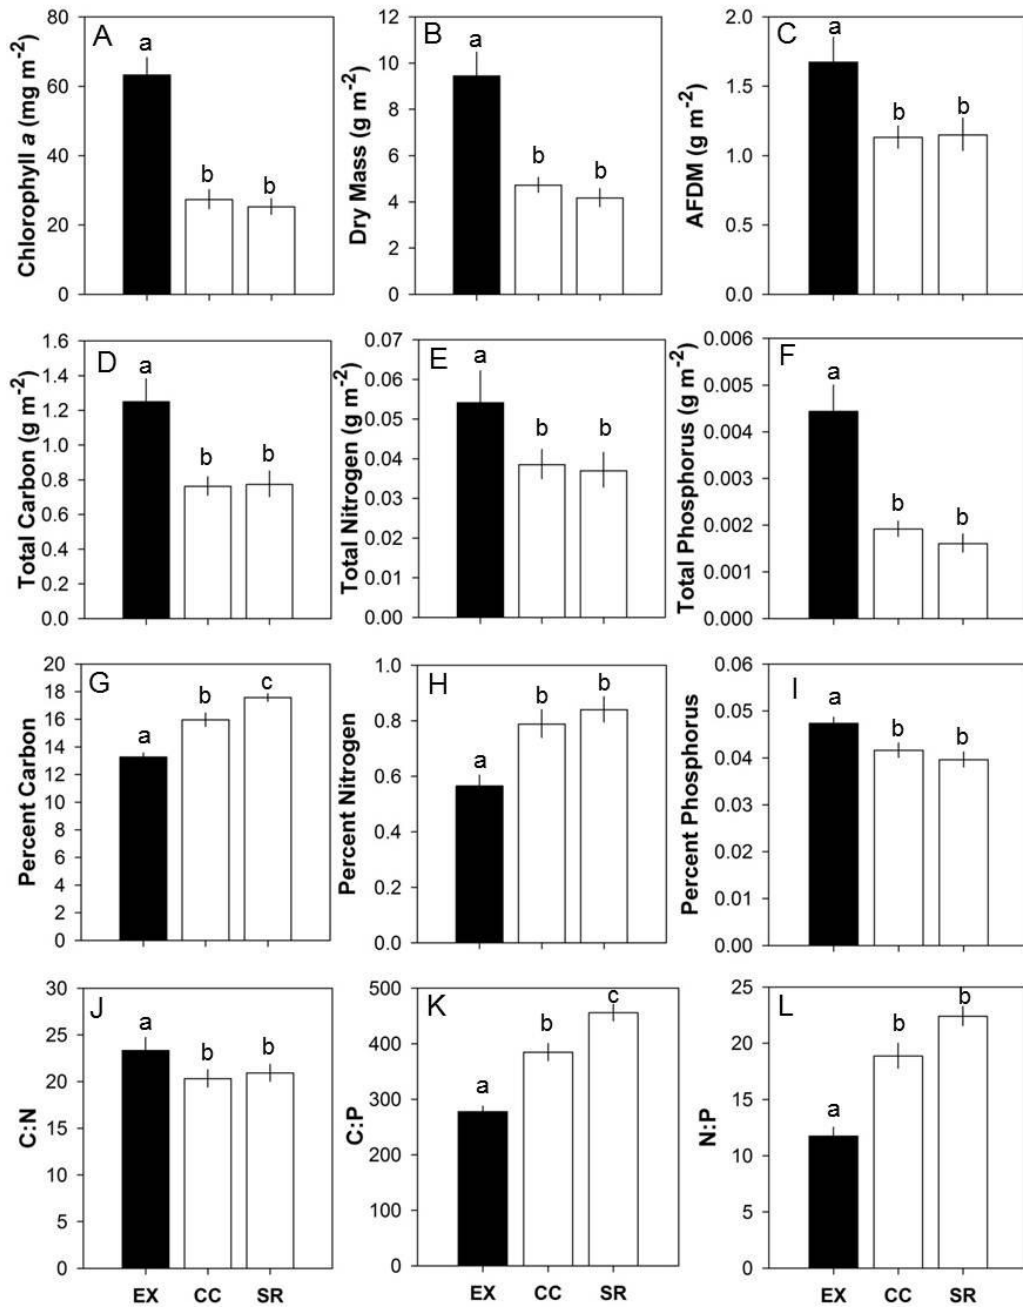 A
Chlorophyll a (mg m-2)
80
60
40
20
0
a
b
b
B
Dry Mass (g m-2)
12
10
8
6
4
2
0
a
b
b
C
AFDM (g m-2)
2.0
1.5
1.0
0.5
0.0
a
b
b
D
Total Carbon (g m-2)
1.6
1.4
1.2
1.0
0.8
0.6
0.4
0.2
0.0
a
b
b
E
Total Nitrogen (g m-2)
0.07
0.06
0.05
0.04
0.03
0.02
0.01
0.00
a
b
b
F
Total Phosphorus (g m-2)
0.006
0.005
0.004
0.003
0.002
0.001
0.000
a
b
b
G
Percent Carbon
20
18
16
14
12
10
8
6
4
2
0
a
b
c
H
Percent Nitrogen
1.0
0.8
0.6
0.4
0.2
0.0
a
b
b
I
Percent Phosphorus
0.06
0.05
0.04
0.03
0.02
0.01
0.00
a
b
b
J
C:N
30
25
20
15
10
5
0
a
b
b
EX CC SR
K
C:P
500
400
300
200
100
0
a
b
c
EX CC SR
L
N:P
25
20
15
10
5
0
a
b
b
EX CC SR